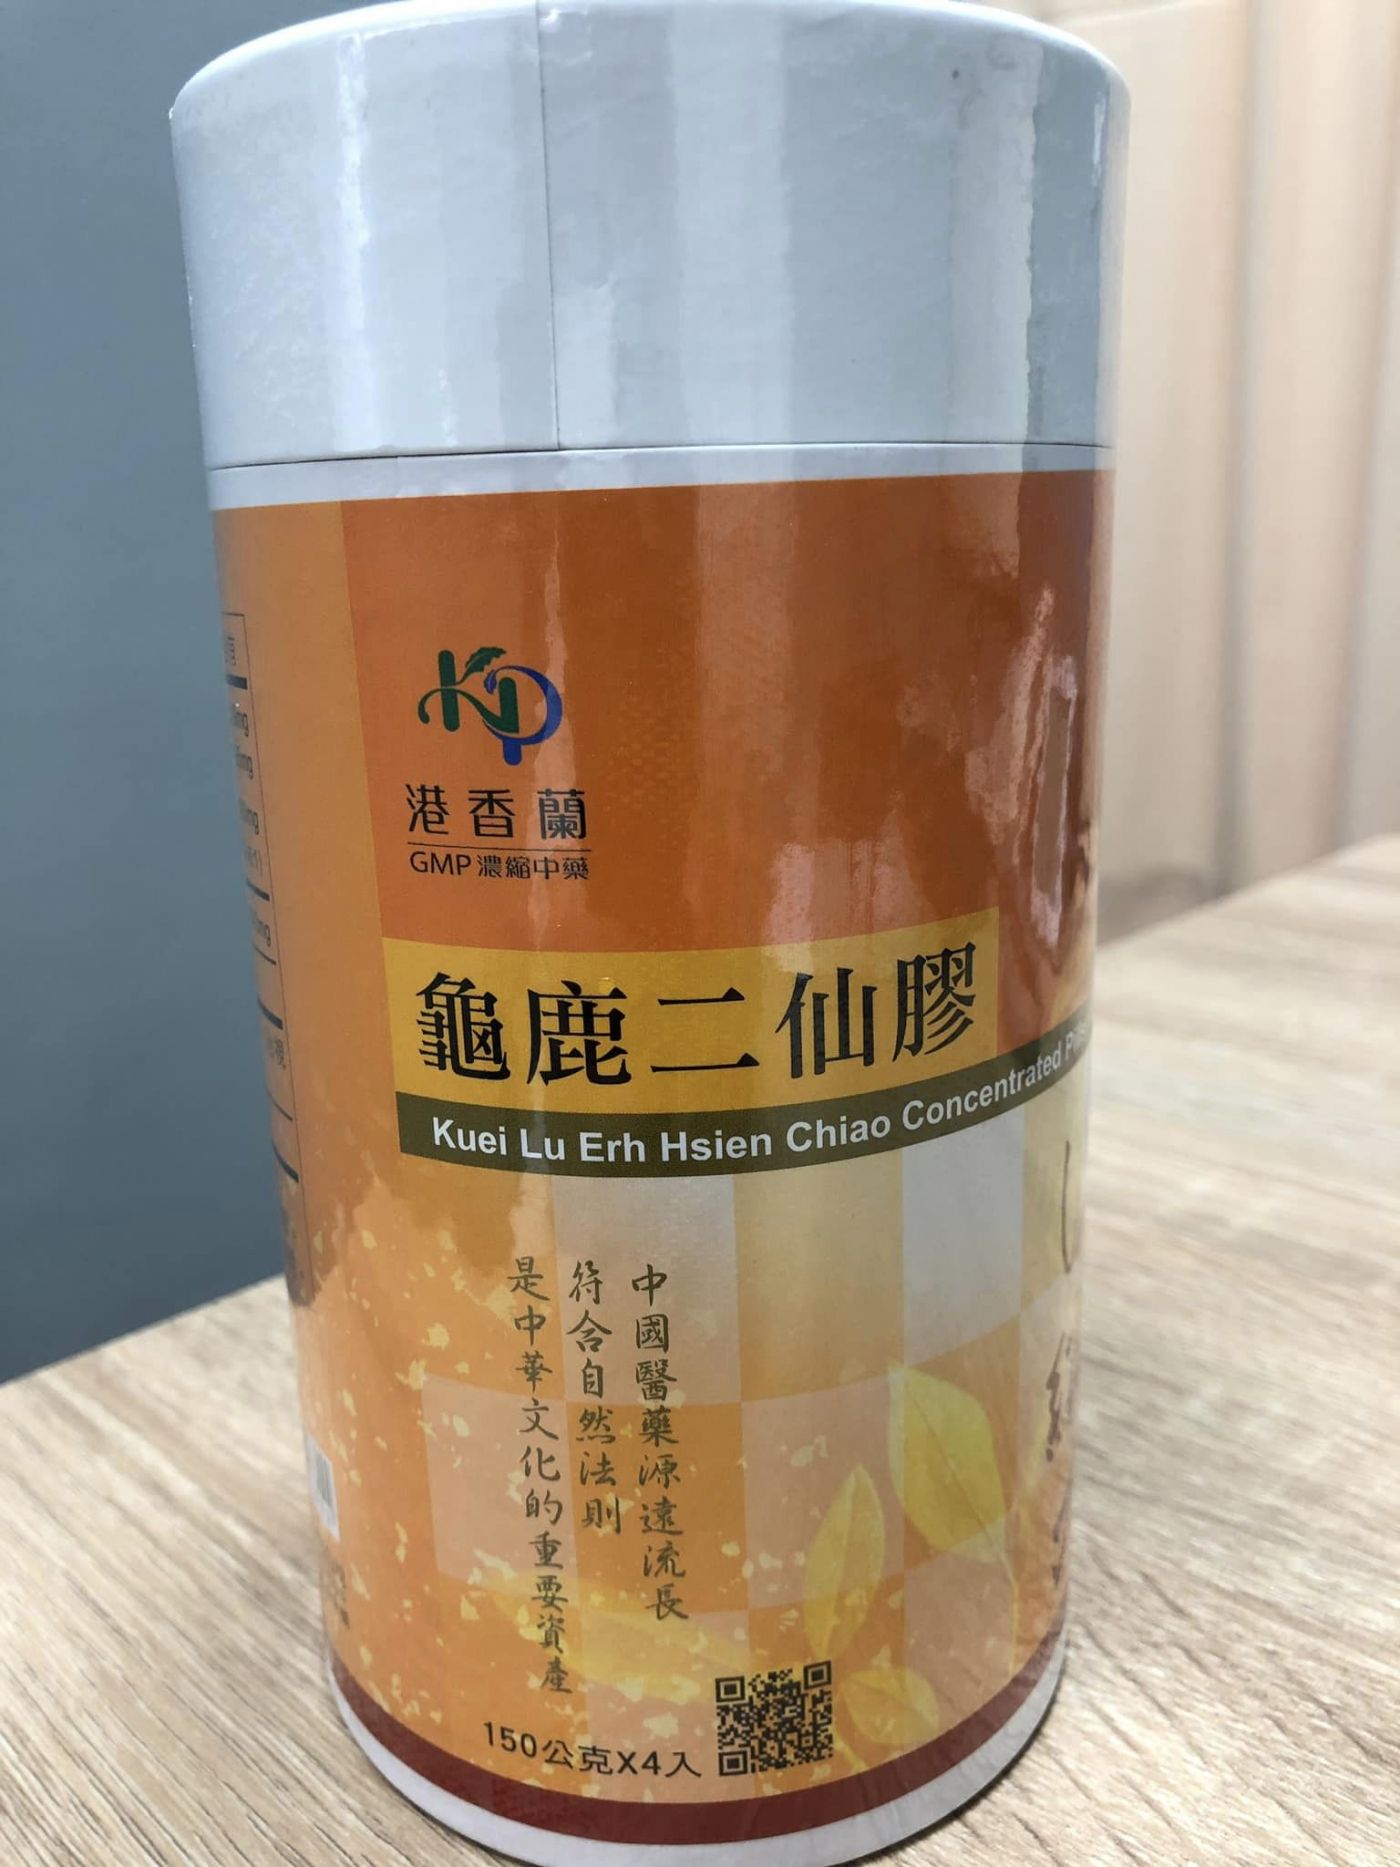 KP
港香蘭
GMP 濃縮中藥
龜鹿二仙膠
Kuei Lu Erh Hsien Chiao Concentrated
中國醫藥源遠流長
符合自然法則
是中華文化的重要資產
150公克X4入